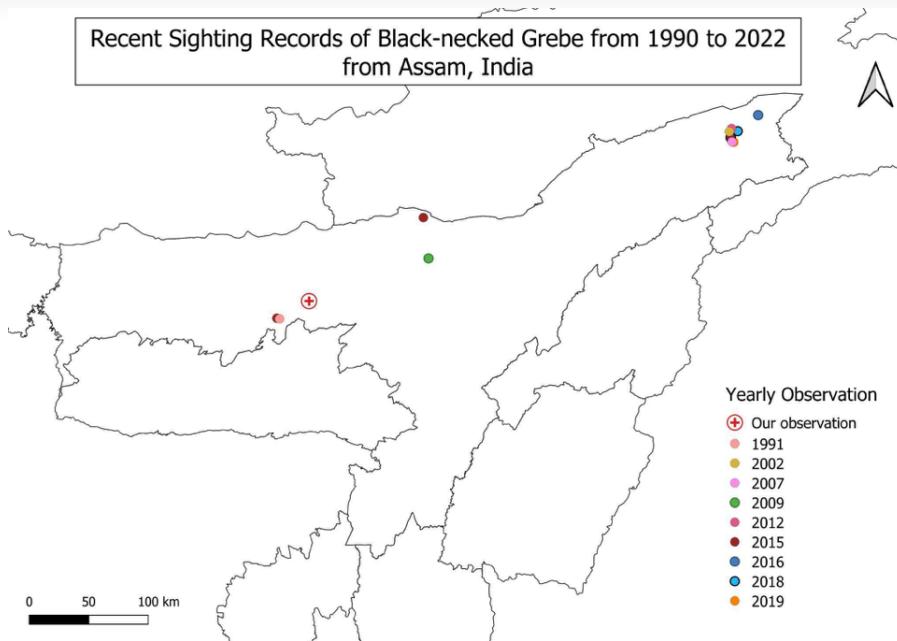 Recent Sighting Records of Black-necked Grebe from 1990 to 2022
from Assam, India
Yearly Observation
Our observation
1991
2002
2007
2009
2012
2015
2016
2018
2019
0 50 100 km